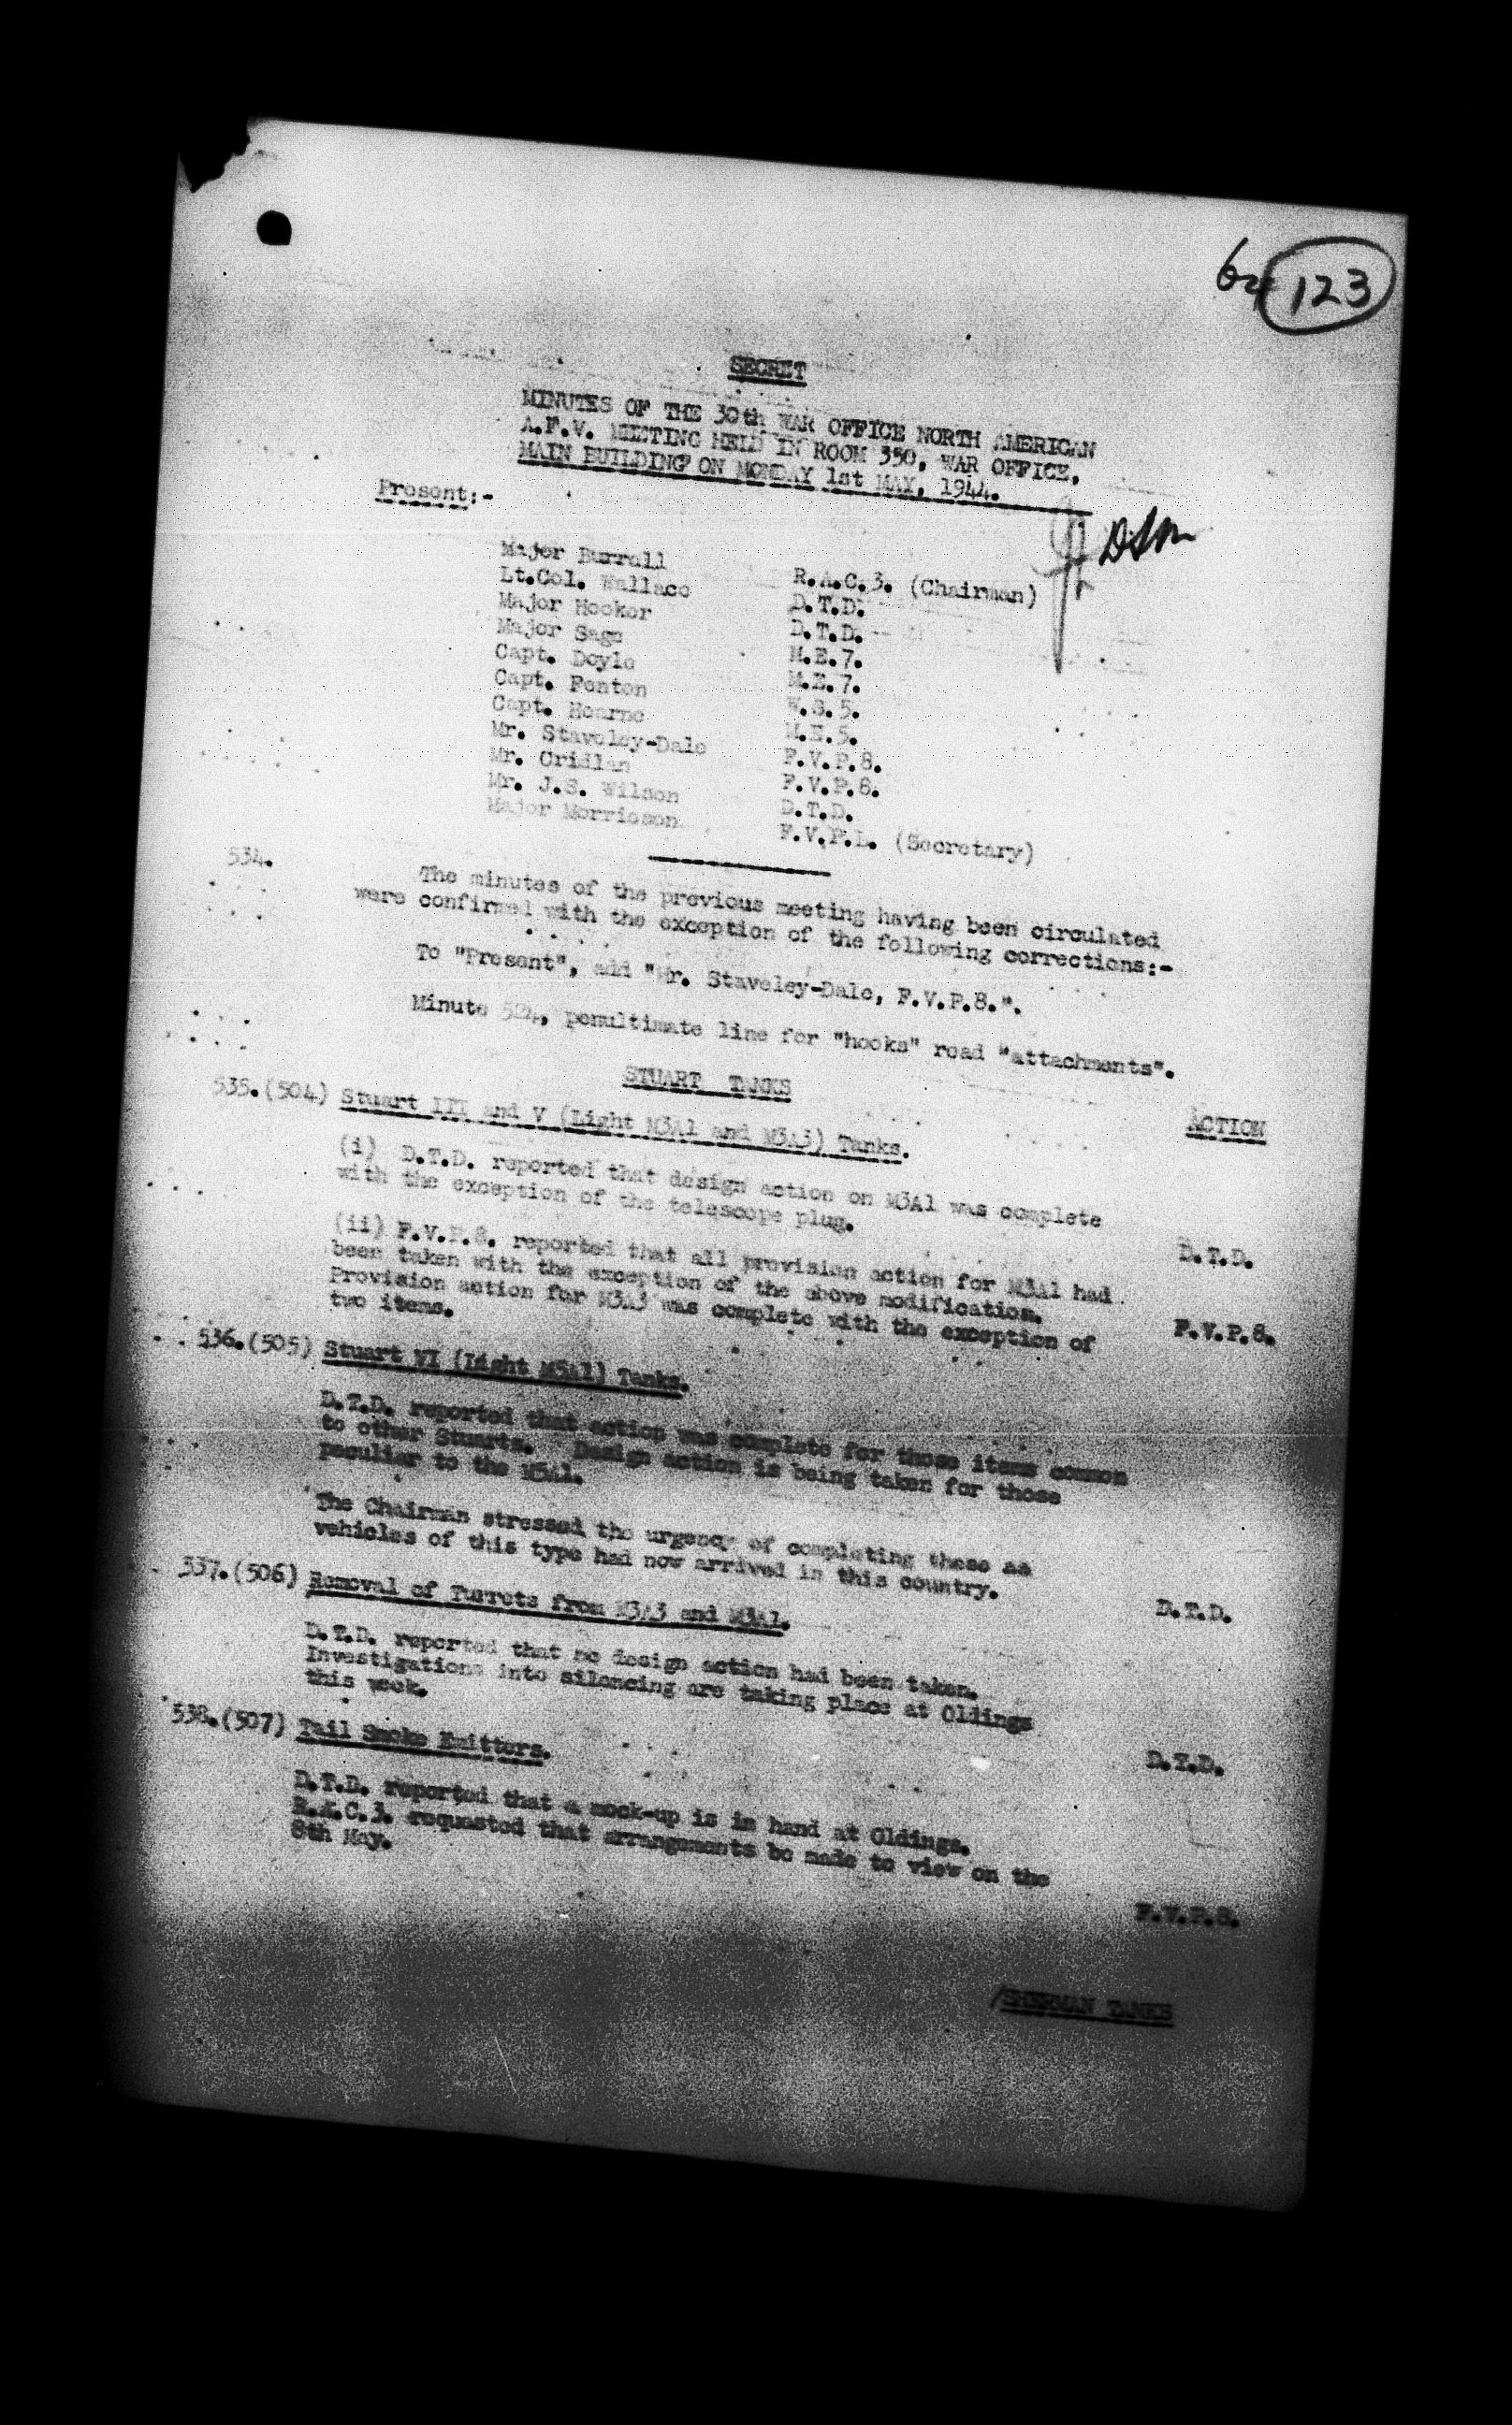 123
SECRET
MINUTES OF THE 30th WAR OFFICE NORTH AMERICAN
A.F.V. MEETING HELD IN ROOM 350, WAR OFFICE,
MAIN BUILDING ON MONDAY 1st MAY, 1944.
Present:-
Major Burrall R.A.C.3. (Chairman)
Lt.Col. Wallace D.T.D.
Major Hooker D.T.D.
Major Sage M.E.7.
Capt. Doyle M.E.7.
Capt. Fenton W.S.5.
Capt. Hearne M.E.5.
Mr. Staveley-Dale F.V.P.8.
Mr. Cridlan F.V.P.8.
Mr. J.S. Wilson D.T.D.
Major Morrison F.V.P.L. (Secretary)
534. The minutes of the previous meeting having been circulated
were confirmed with the exception of the following corrections:-
To "Present", add "Mr. Staveley-Dale, F.V.P.8.".
Minute 524, penultimate line for "hooks" read "attachments".
STUART TANKS
ACTION
535.(504) Stuart III and V (Light M3A1 and M3A3) Tanks.
(i) D.T.D. reported that design action on M3A1 was complete
with the exception of the telescope plug. D.T.D.
(ii) F.V.P.8. reported that all provision action for M3A1 had
been taken with the exception of the above modification.
Provision action for M3A3 was complete with the exception of
two items. F.V.P.8.
536.(505) Stuart VI (Light M5A1) Tanks.
D.T.D. reported that action was complete for those items common
to other Stuarts. Design action is being taken for those
peculiar to the M5A1.
The Chairman stressed the urgency of completing these as
vehicles of this type had now arrived in this country. D.T.D.
537.(506) Removal of Turrets from M3A3 and M3A1.
D.T.D. reported that no design action had been taken.
Investigations into silencing are taking place at Oldings
this week. D.T.D.
538.(507) Tail Smoke Emitters.
D.T.D. reported that a mock-up is in hand at Oldings.
R.A.C.3. requested that arrangements be made to view on the
8th May.
F.V.P.8.
/SHERMAN TANKS